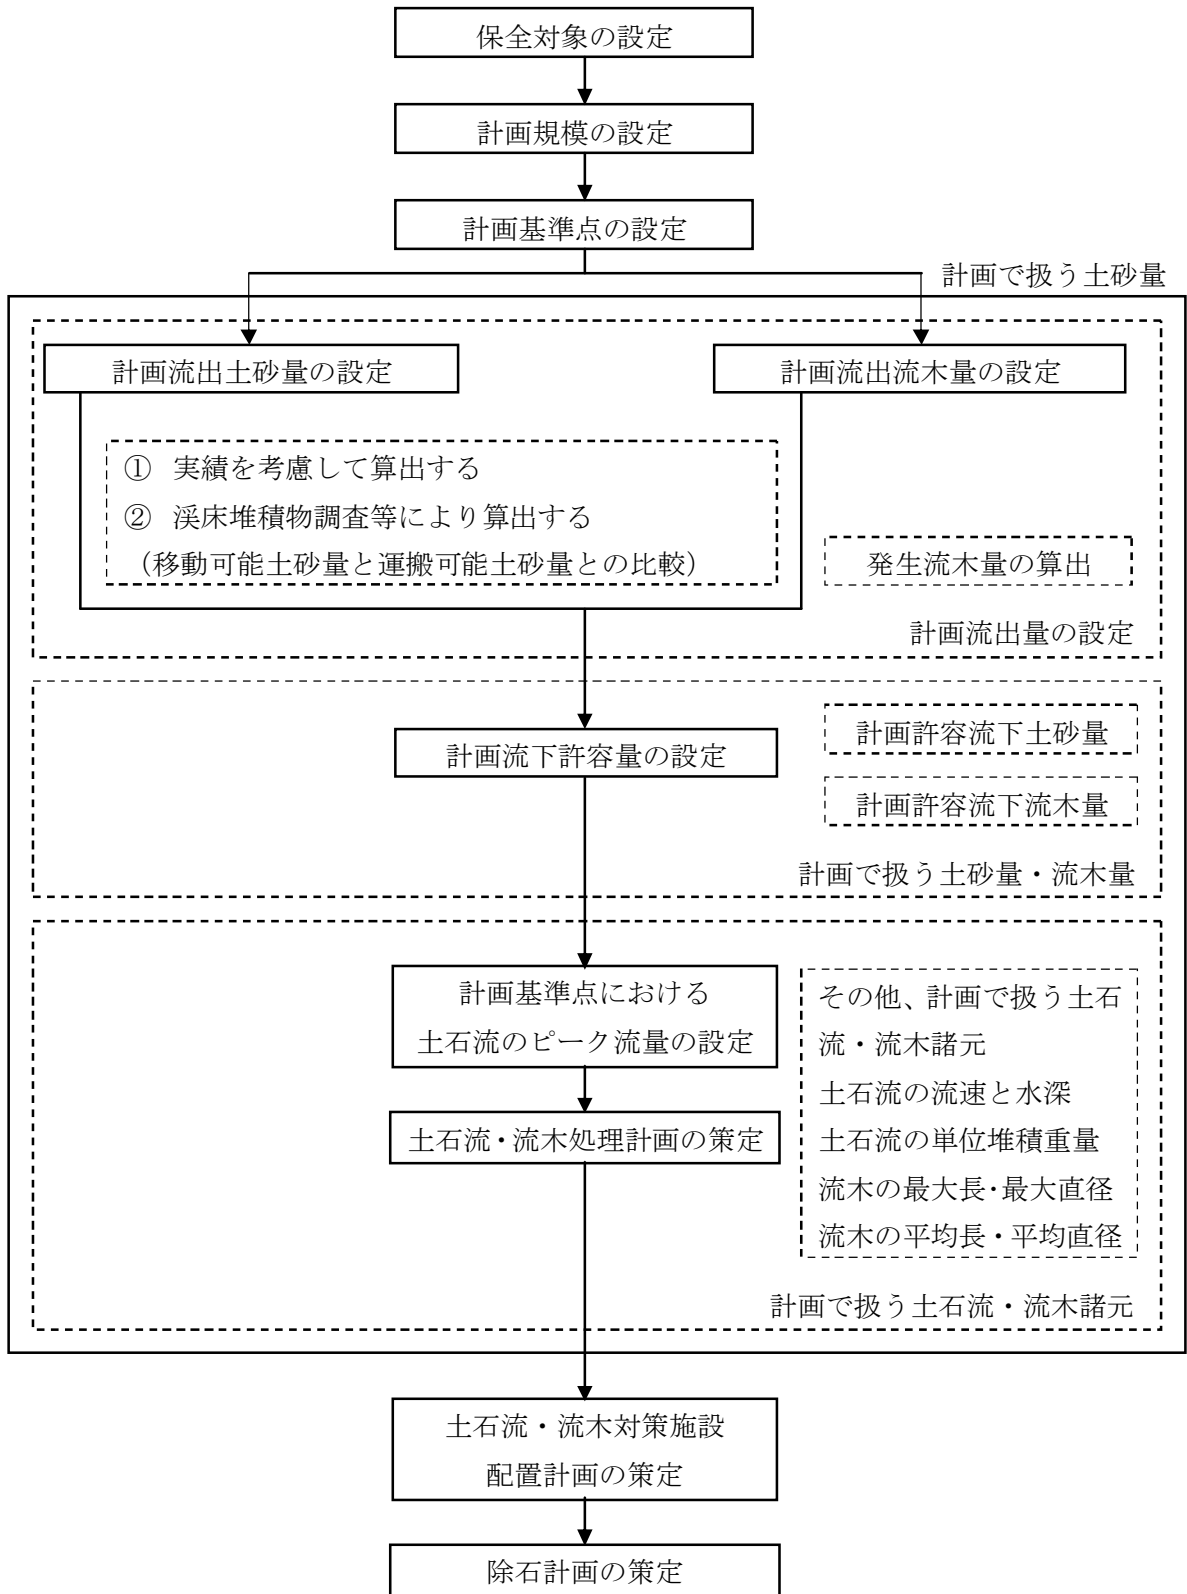 保全対象の設定
計画規模の設定
計画基準点の設定
計画で扱う土砂量
計画流出土砂量の設定
計画流出流木量の設定
① 実績を考慮して算出する
② 渓床堆積物調査等により算出する
(移動可能土砂量と運搬可能土砂量との比較)
発生流木量の算出
計画流出量の設定
計画流下許容量の設定
計画許容流下土砂量
計画許容流下流木量
計画で扱う土砂量・流木量
計画基準点における
土石流のピーク流量の設定
土石流・流木処理計画の策定
その他、計画で扱う土石
流・流木諸元
土石流の流速と水深
土石流の単位堆積重量
流木の最大長・最大直径
流木の平均長・平均直径
計画で扱う土石流・流木諸元
土石流・流木対策施設
配置計画の策定
除石計画の策定